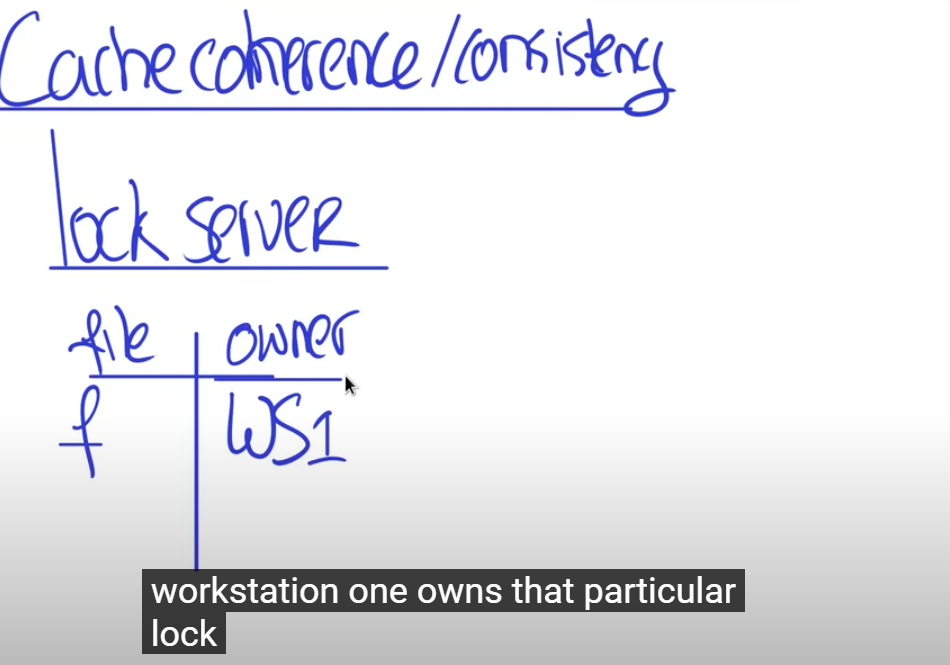 Cache coherence/consistency
lock server
file owner
f WS1
workstation one owns that particular
lock